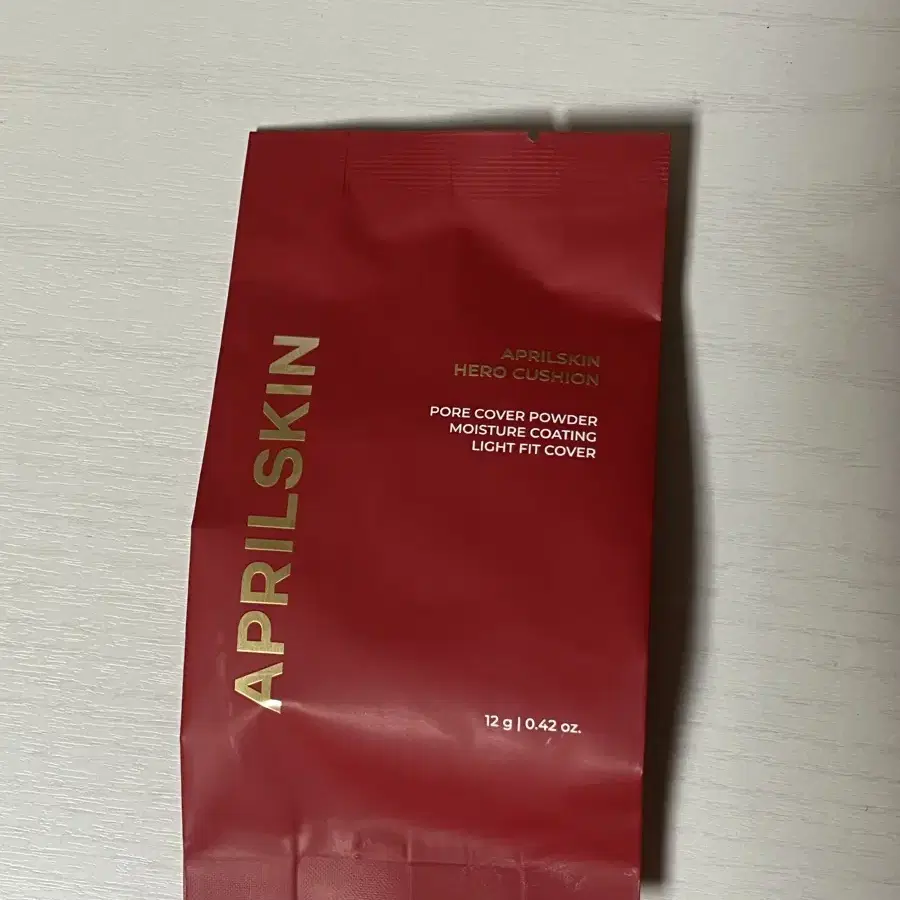 APRILSKIN
APRILSKIN
HERO CUSHION
PORE COVER POWDER
MOISTURE COATING
LIGHT FIT COVER
12 g | 0.42 oz.